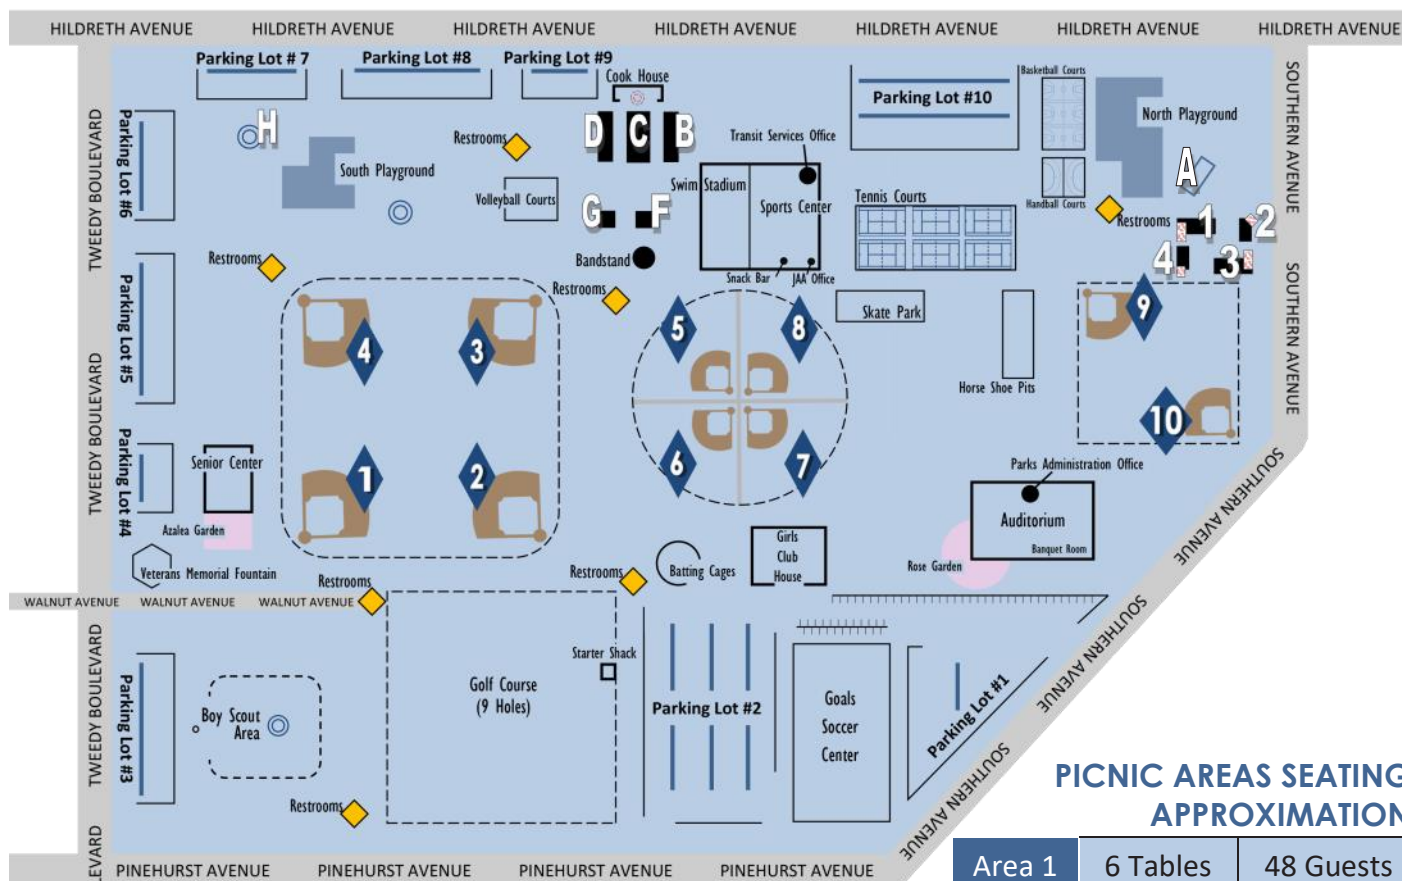 HILDRETH AVENUE HILDRETH AVENUE HILDRETH AVENUE HILDRETH AVENUE HILDRETH AVENUE HILDRETH AVENUE HILDRETH AVENUE
Parking Lot # 7
Parking Lot #8
Parking Lot #9
Cook House
Parking Lot #10
Basketball Courts
North Playground
SOUTHERN AVENUE
TWEEDY BOULEVARD
Parking Lot #6
H
South Playground
Restrooms
D
C
B
Transit Services Office
Swim Stadium
Sports Center
Volleyball Courts
G
F
Tennis Courts
Handball Courts
A
Restrooms
1
2
4
3
Restrooms
Bandstand
Snack Bar
JAA Office
Restrooms
SOUTHERN AVENUE
Parking Lot #5
TWEEDY BOULEVARD
4
3
5
8
Skate Park
9
Horse Shoe Pits
10
Parking Lot #4
Senior Center
1
2
6
7
Parks Administration Office
Auditorium
Banquet Room
Azalea Garden
Veterans Memorial Fountain
Girls
Club
House
Batting Cages
Rose Garden
SOUTHERN AVENUE
Restrooms
Restrooms
WALNUT AVENUE WALNUT AVENUE WALNUT AVENUE
SOUTHERN AVENUE
TWEEDY BOULEVARD
Parking Lot #3
Boy Scout
Area
Golf Course
(9 Holes)
Starter Shack
Parking Lot #2
Goals
Soccer
Center
Parking Lot #1
SOUTHERN AVENUE
SOUTHERN AVENUE
Restrooms
LEVARD
PINEHURST AVENUE PINEHURST AVENUE PINEHURST AVENUE PINEHURST AVENUE
PICNIC AREAS SEATING
APPROXIMATION
Area 1 6 Tables 48 Guests